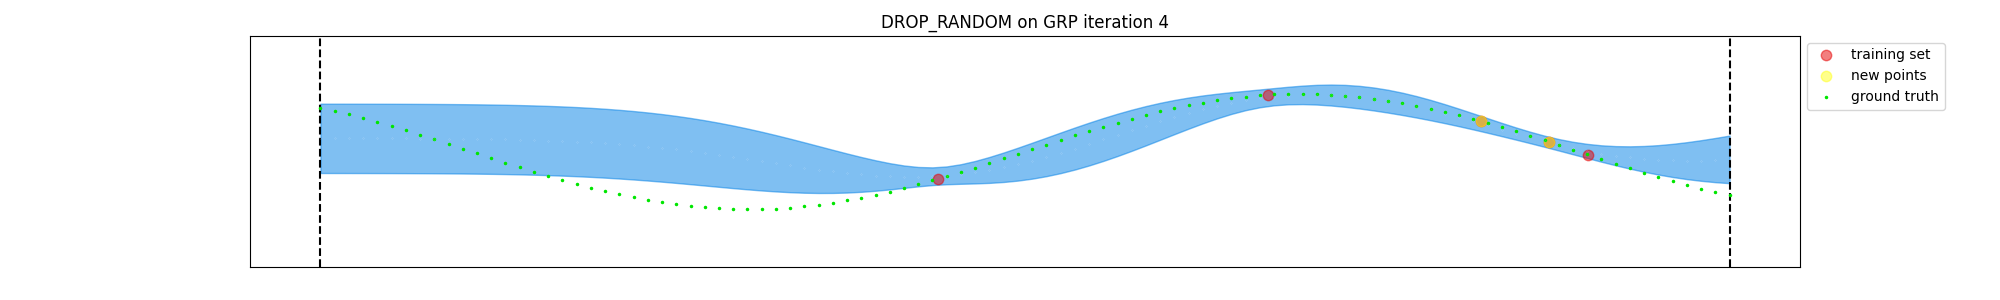 DROP_RANDOM on GRP iteration 4
training set
new points
ground truth